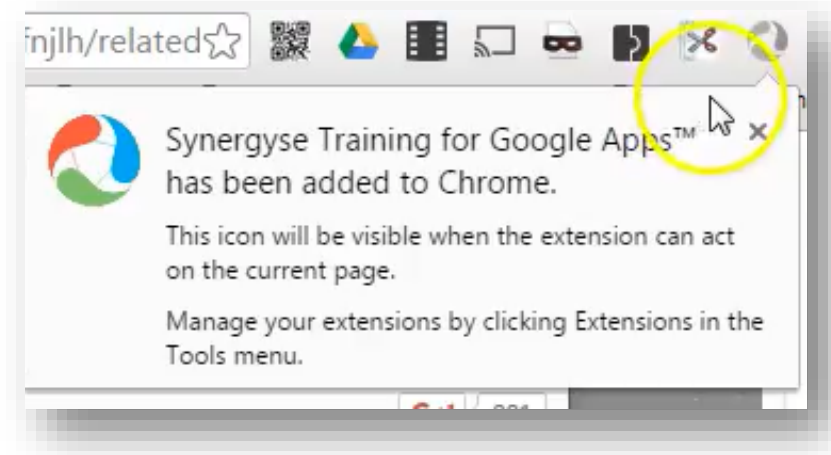 fnjlh/related
Synergyse Training for Google Apps™
has been added to Chrome.
This icon will be visible when the extension can act
on the current page.
Manage your extensions by clicking Extensions in the
Tools menu.